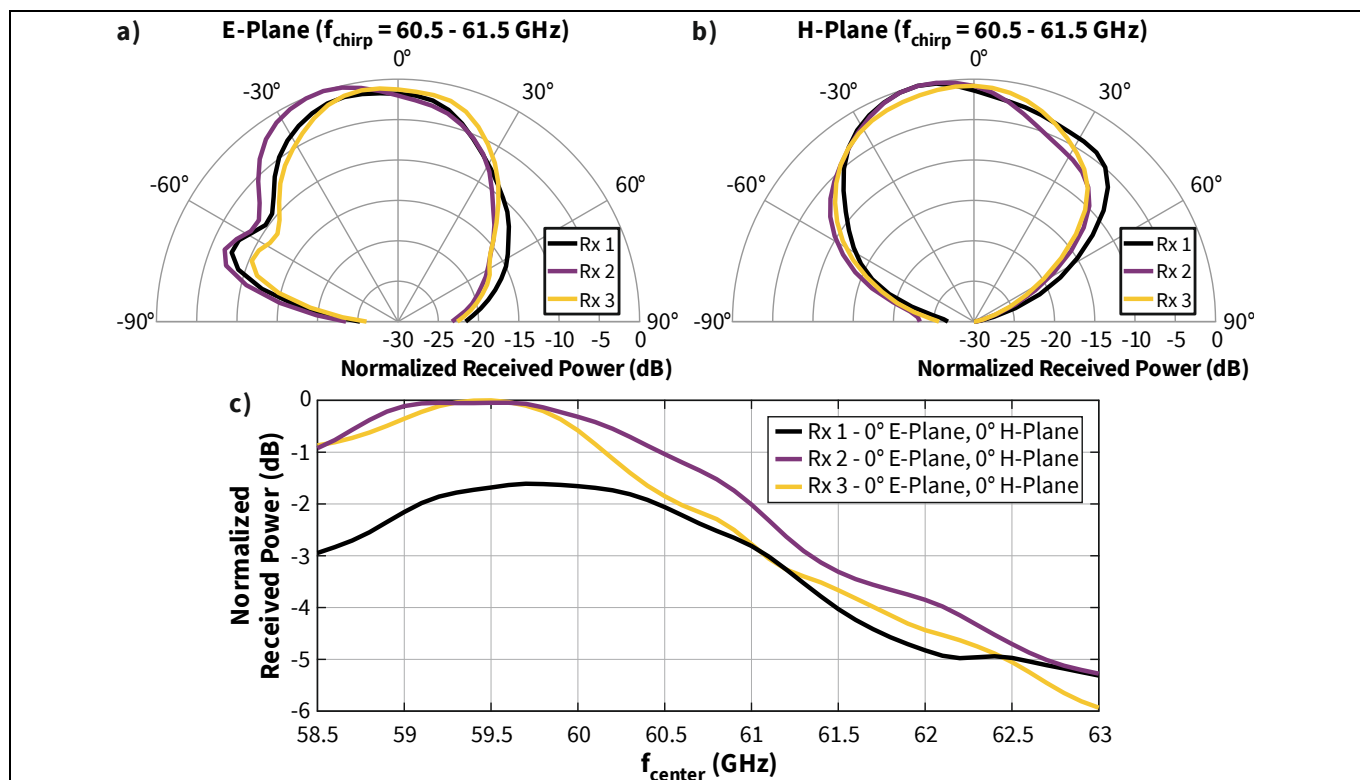 a)
E-Plane (fchirp = 60.5 - 61.5 GHz)
0°
-30°
30°
-60°
60°
-90°
90°
Rx 1
Rx 2
Rx 3
-30 -25 -20 -15 -10 -5 0
Normalized Received Power (dB)
b)
H-Plane (fchirp = 60.5 - 61.5 GHz)
0°
-30°
30°
-60°
60°
-90°
90°
Rx 1
Rx 2
Rx 3
-30 -25 -20 -15 -10 -5 0
Normalized Received Power (dB)
c)
Normalized
Received Power (dB)
0
-1
-2
-3
-4
-5
-6
Rx 1 - 0° E-Plane, 0° H-Plane
Rx 2 - 0° E-Plane, 0° H-Plane
Rx 3 - 0° E-Plane, 0° H-Plane
58.5 59 59.5 60 60.5 61 61.5 62 62.5 63
fcenter (GHz)